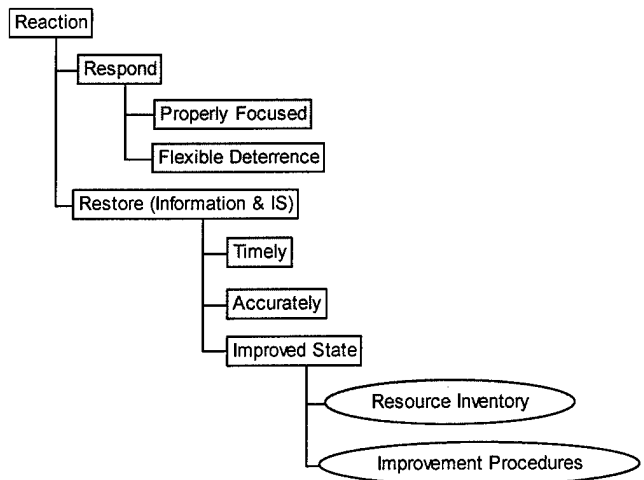 Reaction
Respond
Properly Focused
Flexible Deterrence
Restore (Information & IS)
Timely
Accurately
Improved State
Resource Inventory
Improvement Procedures